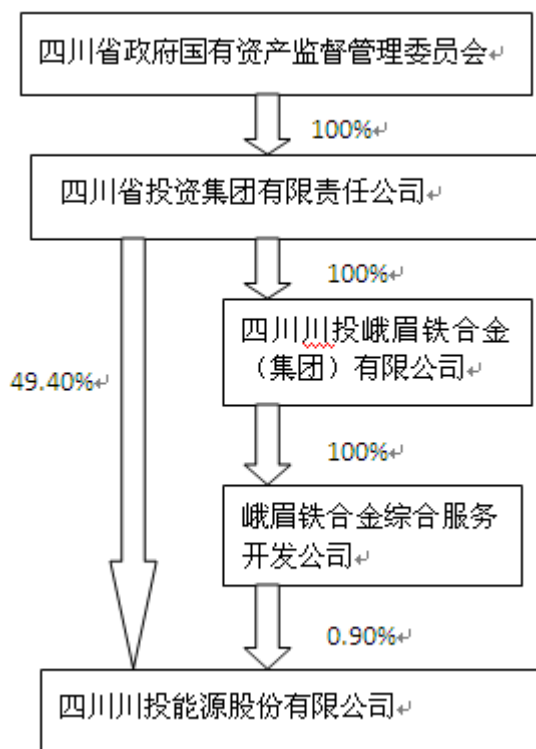 四川省政府国有资产监督管理委员会↵
100%↵
四川省投资集团有限责任公司↵
100%↵
四川川投峨眉铁合金
（集团）有限公司↵
49.40%↵
100%↵
峨眉铁合金综合服务
开发公司↵
0.90%↵
四川川投能源股份有限公司↵